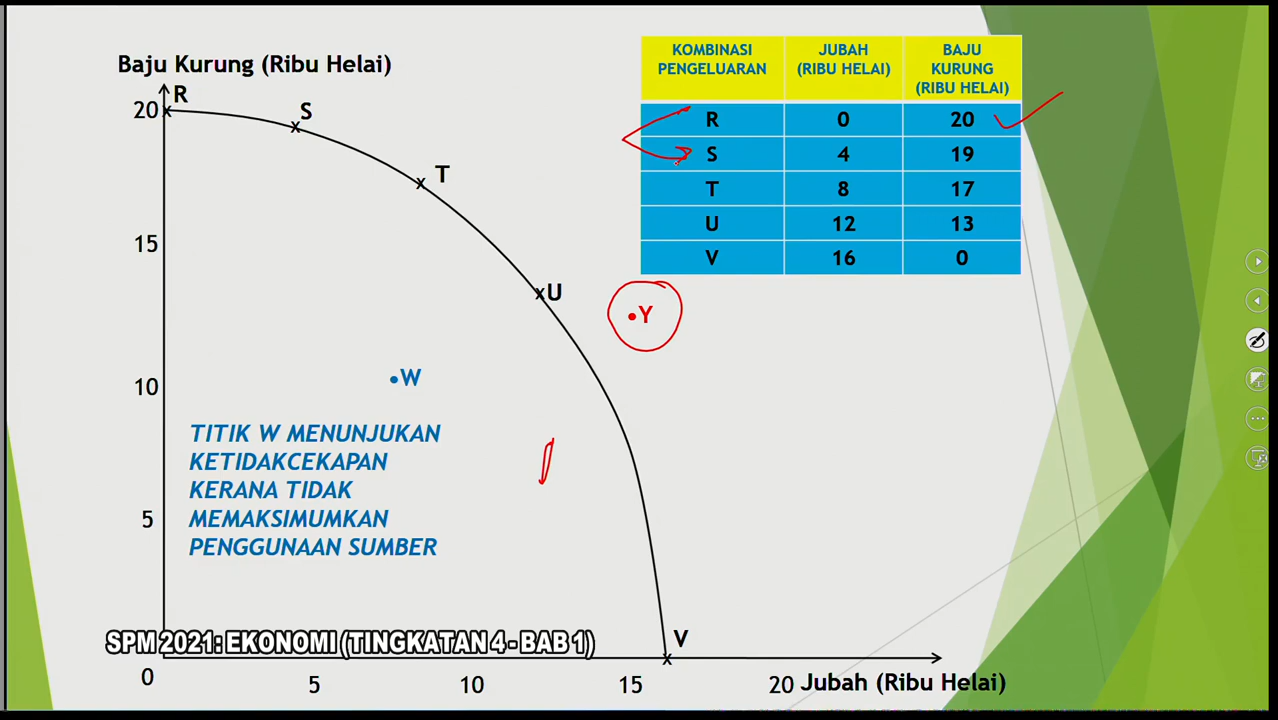 Baju Kurung (Ribu Helai)
KOMBINASI PENGELUARAN
JUBAH (RIBU HELAI)
BAJU KURUNG (RIBU HELAI)
R 0 20
S 4 19
T 8 17
U 12 13
V 16 0
20
R
S
T
15
U
•Y
10
•W
TITIK W MENUNJUKAN
KETIDAKCEKAPAN
KERANA TIDAK
MEMAKSIMUMKAN
PENGGUNAAN SUMBER
5
SPM 2021: EKONOMI (TINGKATAN 4 - BAB 1)
V
0 5 10 15 20 Jubah (Ribu Helai)